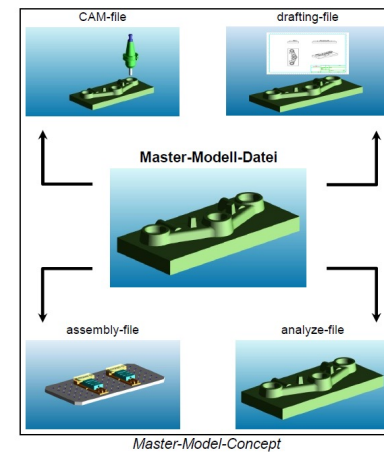 CAM-file
drafting-file
Master-Modell-Datei
assembly-file
analyze-file
Master-Model-Concept